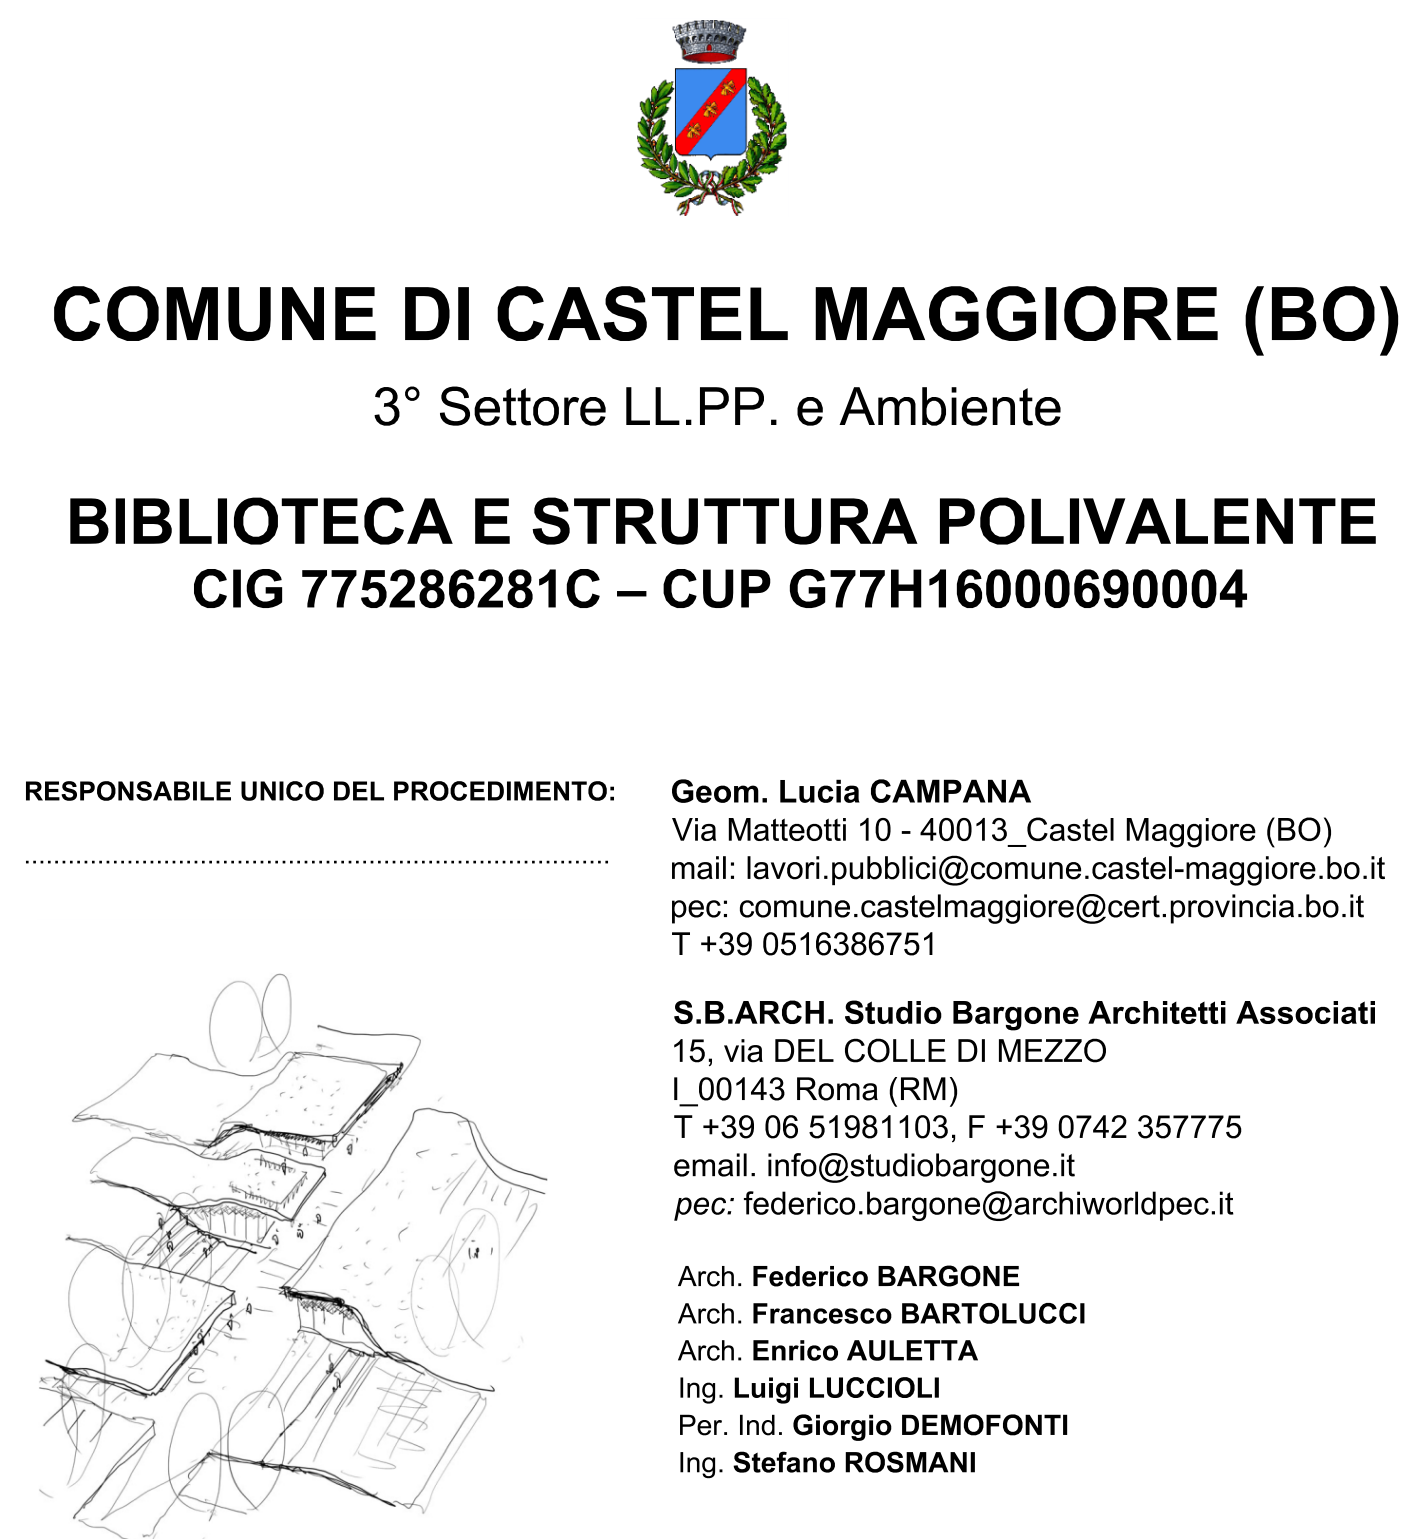 COMUNE DI CASTEL MAGGIORE (BO)
3° Settore LL.PP. e Ambiente
BIBLIOTECA E STRUTTURA POLIVALENTE
CIG 775286281C – CUP G77H16000690004
RESPONSABILE UNICO DEL PROCEDIMENTO:
................................................................................
Geom. Lucia CAMPANA
Via Matteotti 10 - 40013_Castel Maggiore (BO)
mail: lavori.pubblici@comune.castel-maggiore.bo.it
pec: comune.castelmaggiore@cert.provincia.bo.it
T +39 0516386751
S.B.ARCH. Studio Bargone Architetti Associati
15, via DEL COLLE DI MEZZO
I_00143 Roma (RM)
T +39 06 51981103, F +39 0742 357775
email. info@studiobargone.it
pec: federico.bargone@archiworldpec.it
Arch. Federico BARGONE
Arch. Francesco BARTOLUCCI
Arch. Enrico AULETTA
Ing. Luigi LUCCIOLI
Per. Ind. Giorgio DEMOFONTI
Ing. Stefano ROSMANI